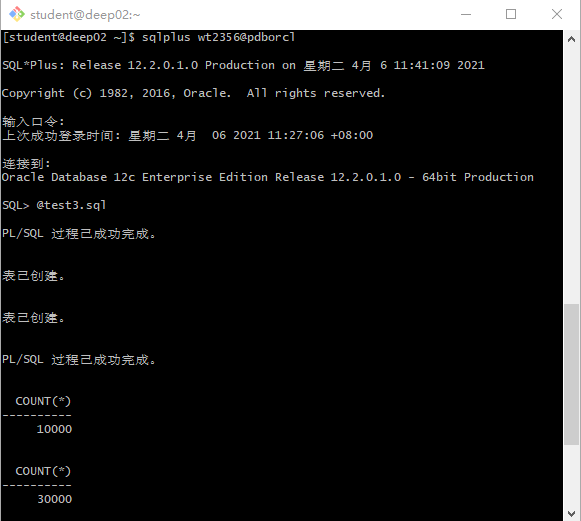 student@deep02:~
[student@deep02 ~]$ sqlplus wt2356@pdborcl
SQL*Plus: Release 12.2.0.1.0 Production on 星期二 4月 6 11:41:09 2021
Copyright (c) 1982, 2016, Oracle.  All rights reserved.
输入口令:
上次成功登录时间: 星期二 4月  06 2021 11:27:06 +08:00
连接到:
Oracle Database 12c Enterprise Edition Release 12.2.0.1.0 - 64bit Production
SQL> @test3.sql
PL/SQL 过程已成功完成。
表已创建。
表已创建。
PL/SQL 过程已成功完成。
COUNT(*)
----------
10000
COUNT(*)
----------
30000